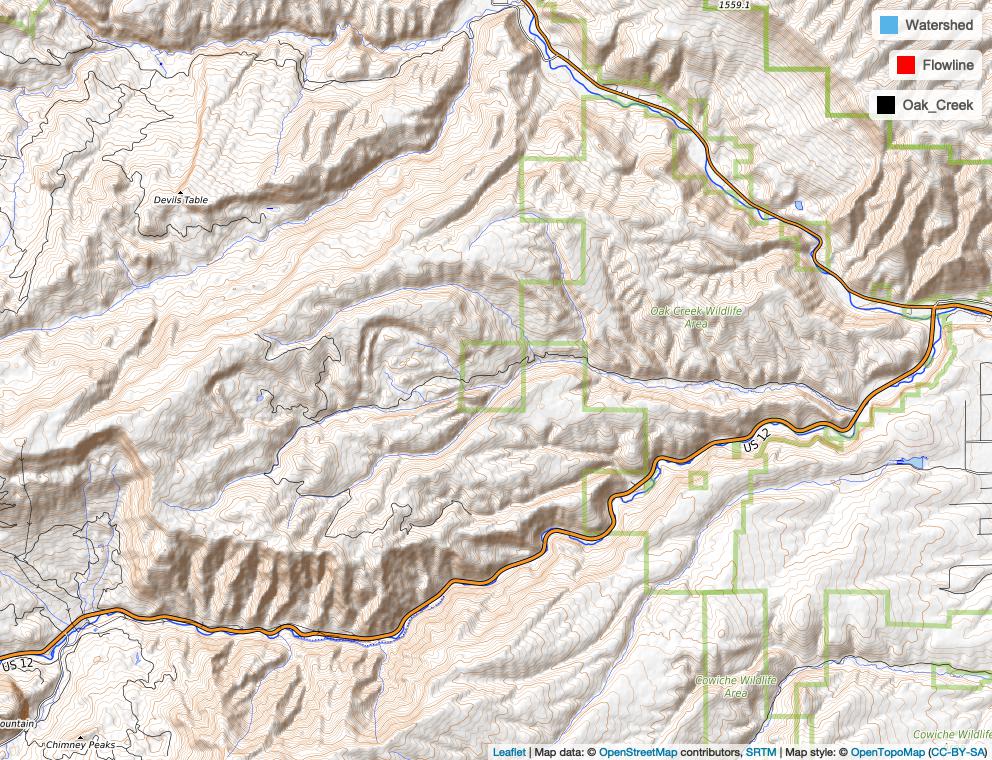 1559.1
Watershed
Flowline
Oak_Creek
Devils Table
Oak Creek Wildlife
Area
US 12
US 12
Cowiche Wildlife
Area
ountain
Chimney Peaks
Cowiche Wildlife
Leaflet | Map data: © OpenStreetMap contributors, SRTM | Map style: © OpenTopoMap (CC-BY-SA)